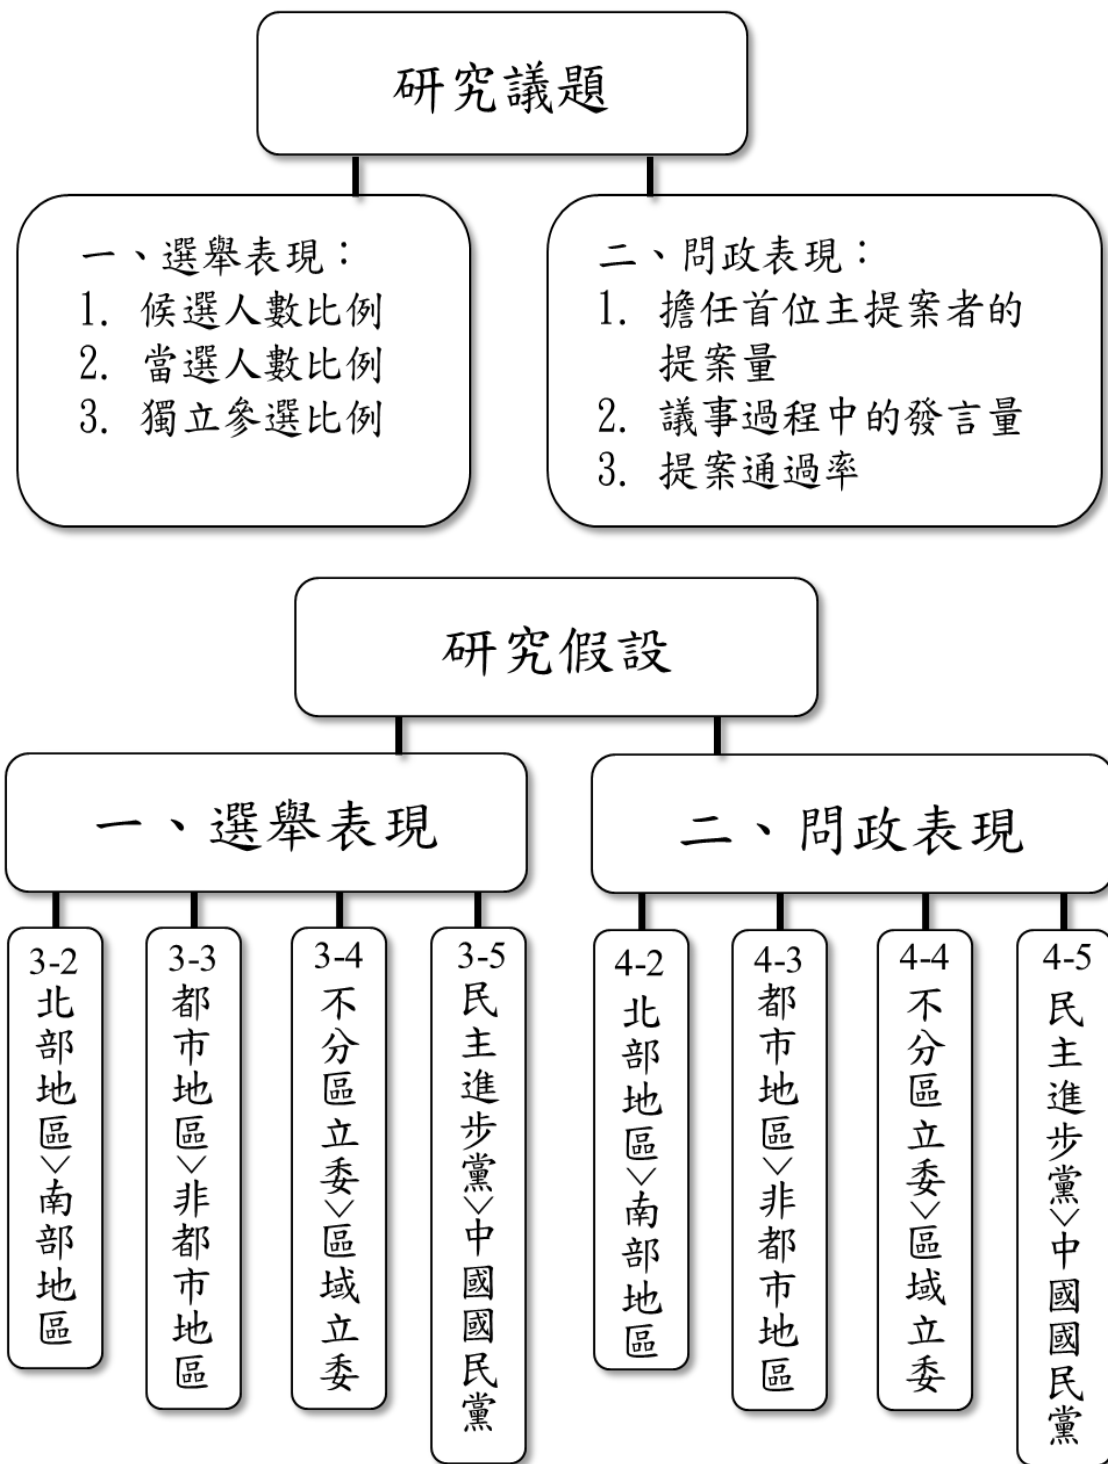 研究議題
一、選舉表現：
1. 候選人數比例
2. 當選人數比例
3. 獨立參選比例
二、問政表現：
1. 擔任首位主提案者的
提案量
2. 議事過程中的發言量
3. 提案通過率
研究假設
一、選舉表現
二、問政表現
3-2
北部地區>南部地區
3-3
都市地區>非都市地區
3-4
不分區立委>區域立委
3-5
民主進步黨>中國國民黨
4-2
北部地區>南部地區
4-3
都市地區>非都市地區
4-4
不分區立委>區域立委
4-5
民主進步黨>中國國民黨